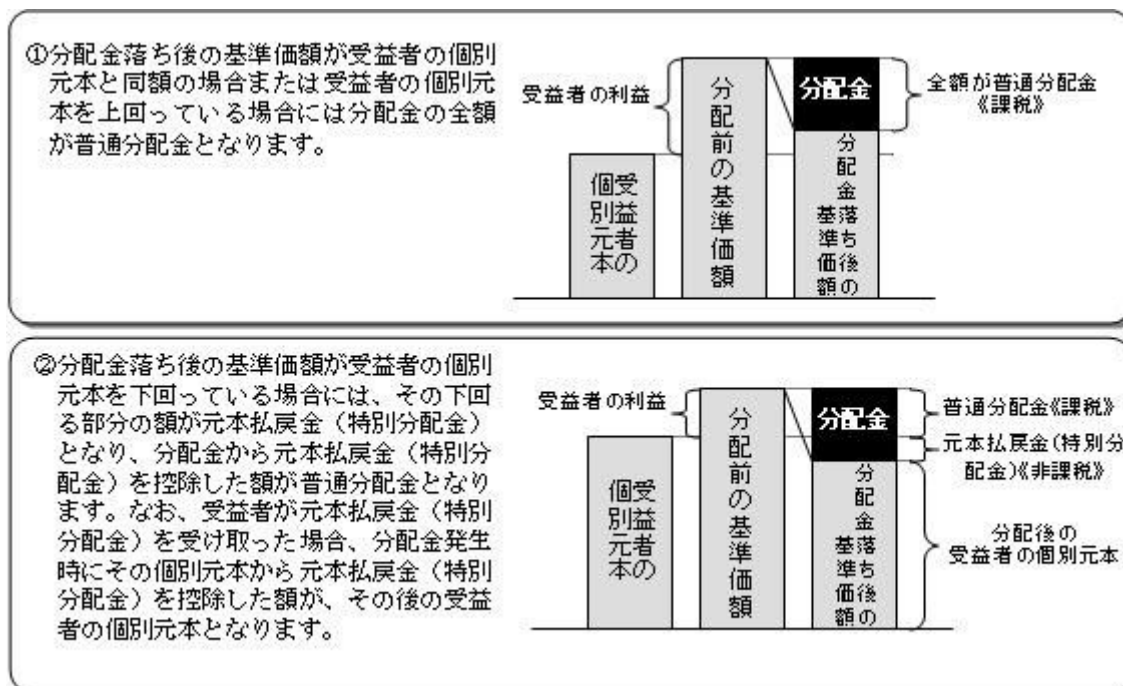 ①分配金落ち後の基準価額が受益者の個別
元本と同額の場合または受益者の個別元
本を上回っている場合には分配金の全額
が普通分配金となります。
受益者の利益
受益者の
個別元本
分配前の基準価額
分配金
分配金落ち後の
基準価額
全額が普通分配金
《課税》
②分配金落ち後の基準価額が受益者の個別
元本を下回っている場合には、その下回
る部分の額が元本払戻金（特別分配金）
となり、分配金から元本払戻金（特別分
配金）を控除した額が普通分配金となり
ます。なお、受益者が元本払戻金（特別
分配金）を受け取った場合、分配金発生
時にその個別元本から元本払戻金（特別
分配金）を控除した額が、その後の受益
者の個別元本となります。
受益者の利益
受益者の
個別元本
分配前の基準価額
分配金
分配金落ち後の
基準価額
普通分配金《課税》
元本払戻金(特別分
配金)《非課税》
分配後の
受益者の個別元本